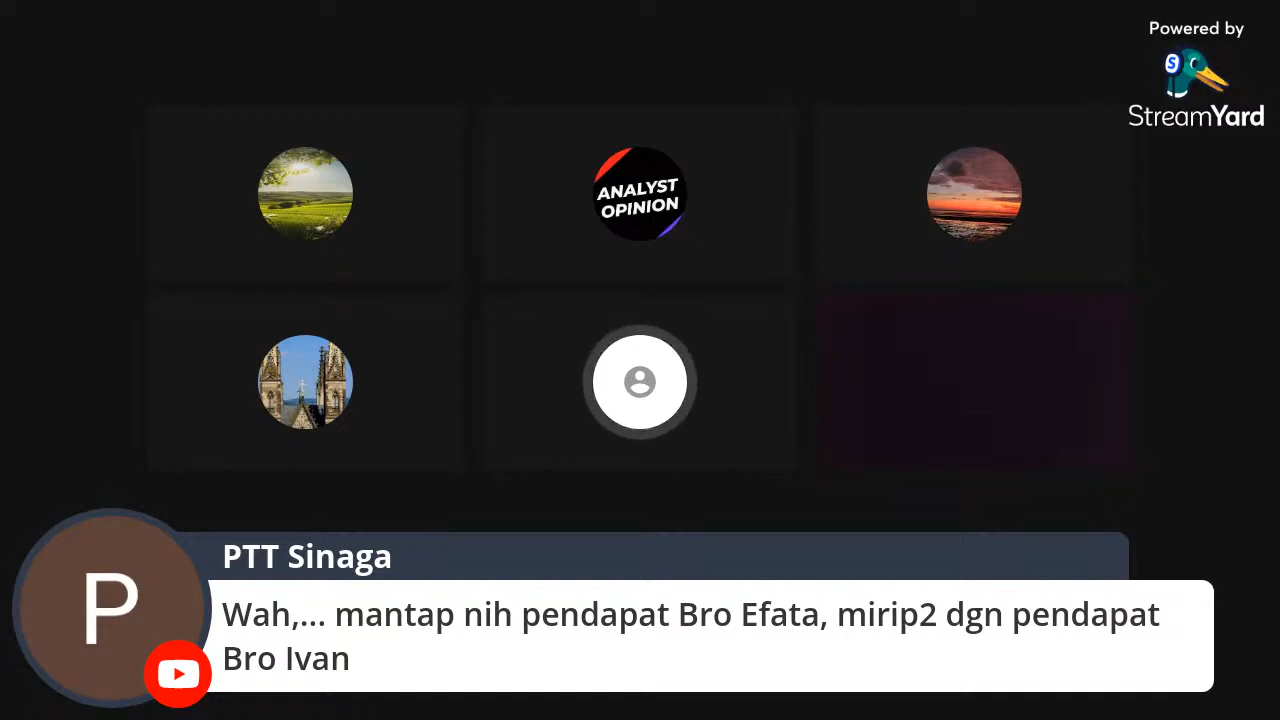 Powered by
S
StreamYard
ANALYST
OPINION
P
PTT Sinaga
Wah,... mantap nih pendapat Bro Efata, mirip2 dgn pendapat
Bro Ivan